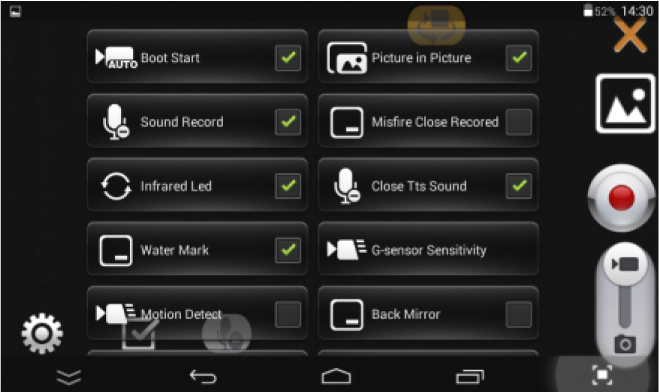 52% 14:30
AUTO Boot Start
Picture in Picture
Sound Record
Misfire Close Recored
Infrared Led
Close Tts Sound
Water Mark
G-sensor Sensitivity
Motion Detect
Back Mirror